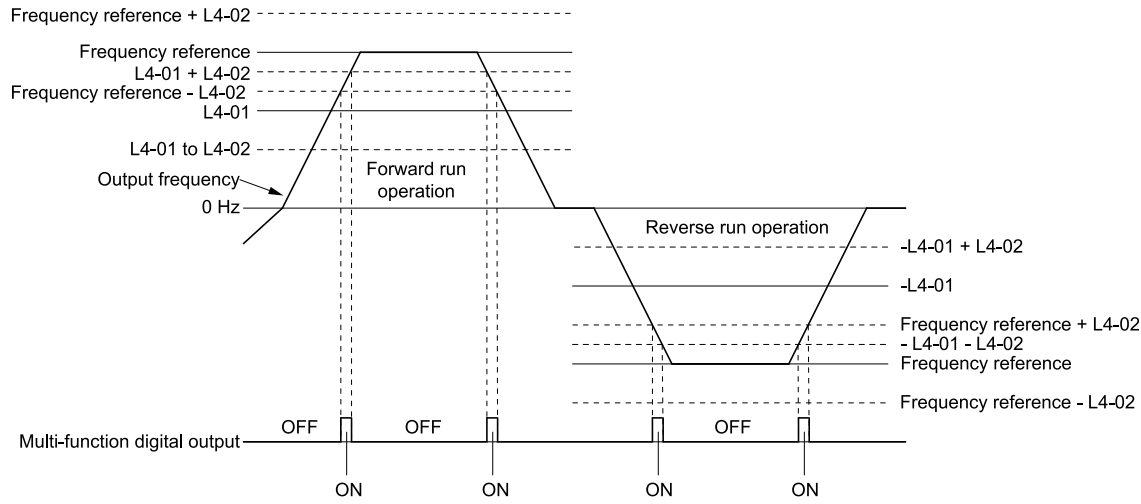 Frequency reference + L4-02
Frequency reference
L4-01 + L4-02
Frequency reference - L4-02
L4-01
L4-01 to L4-02
Output frequency
Forward run
operation
0 Hz
Reverse run operation
-L4-01 + L4-02
-L4-01
Frequency reference + L4-02
- L4-01 - L4-02
Frequency reference
Frequency reference - L4-02
Multi-function digital output
OFF
OFF
OFF
ON
ON
ON
ON